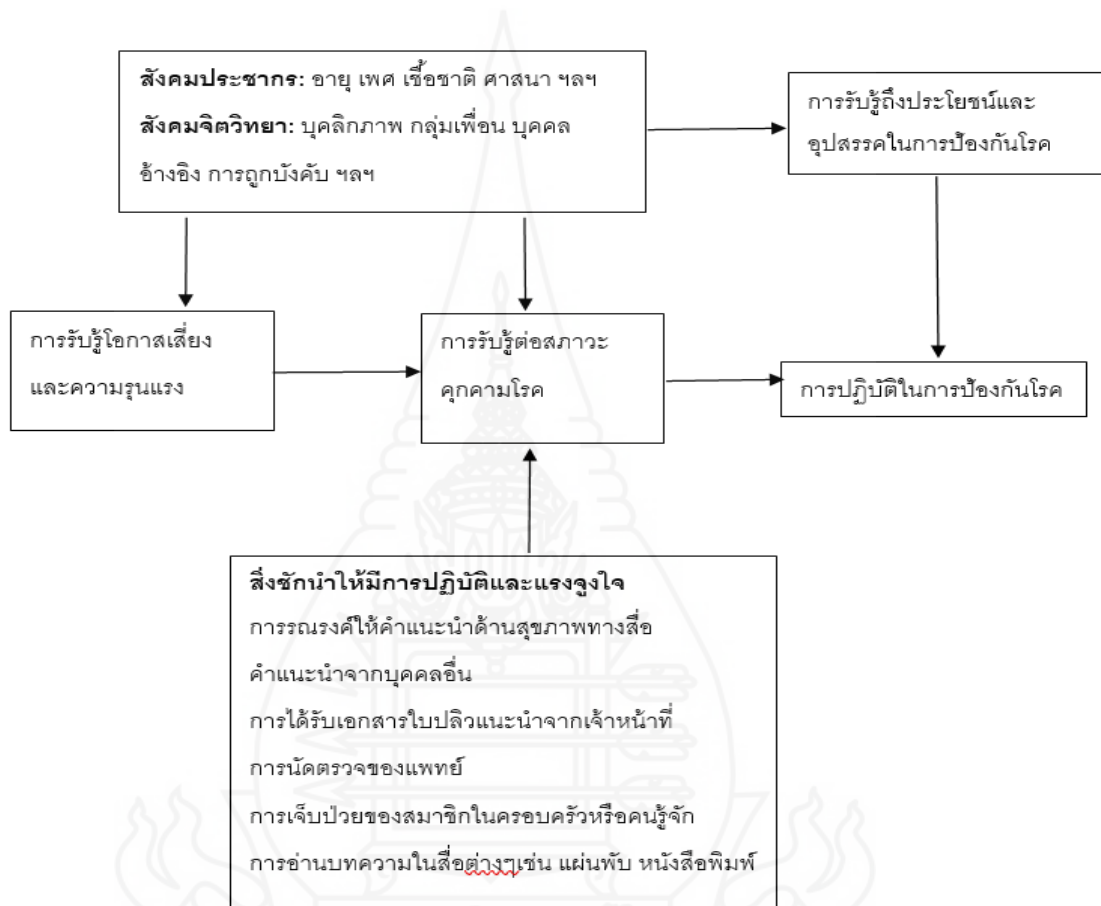 สังคมประชากร: อายุ เพศ เชื้อชาติ ศาสนา ฯลฯ
สังคมจิตวิทยา: บุคลิกภาพ กลุ่มเพื่อน บุคคล
อ้างอิง การถูกบังคับ ฯลฯ
การรับรู้ถึงประโยชน์และ
อุปสรรคในการป้องกันโรค
การรับรู้โอกาสเสี่ยง
และความรุนแรง
การรับรู้ต่อสภาวะ
คุกคามโรค
การปฏิบัติในการป้องกันโรค
สิ่งชักนำให้มีการปฏิบัติและแรงจูงใจ
การรณรงค์ให้คำแนะนำด้านสุขภาพทางสื่อ
คำแนะนำจากบุคคลอื่น
การได้รับเอกสารใบปลิวแนะนำจากเจ้าหน้าที่
การนัดตรวจของแพทย์
การเจ็บป่วยของสมาชิกในครอบครัวหรือคนรู้จัก
การอ่านบทความในสื่อต่างๆเช่น แผ่นพับ หนังสือพิมพ์